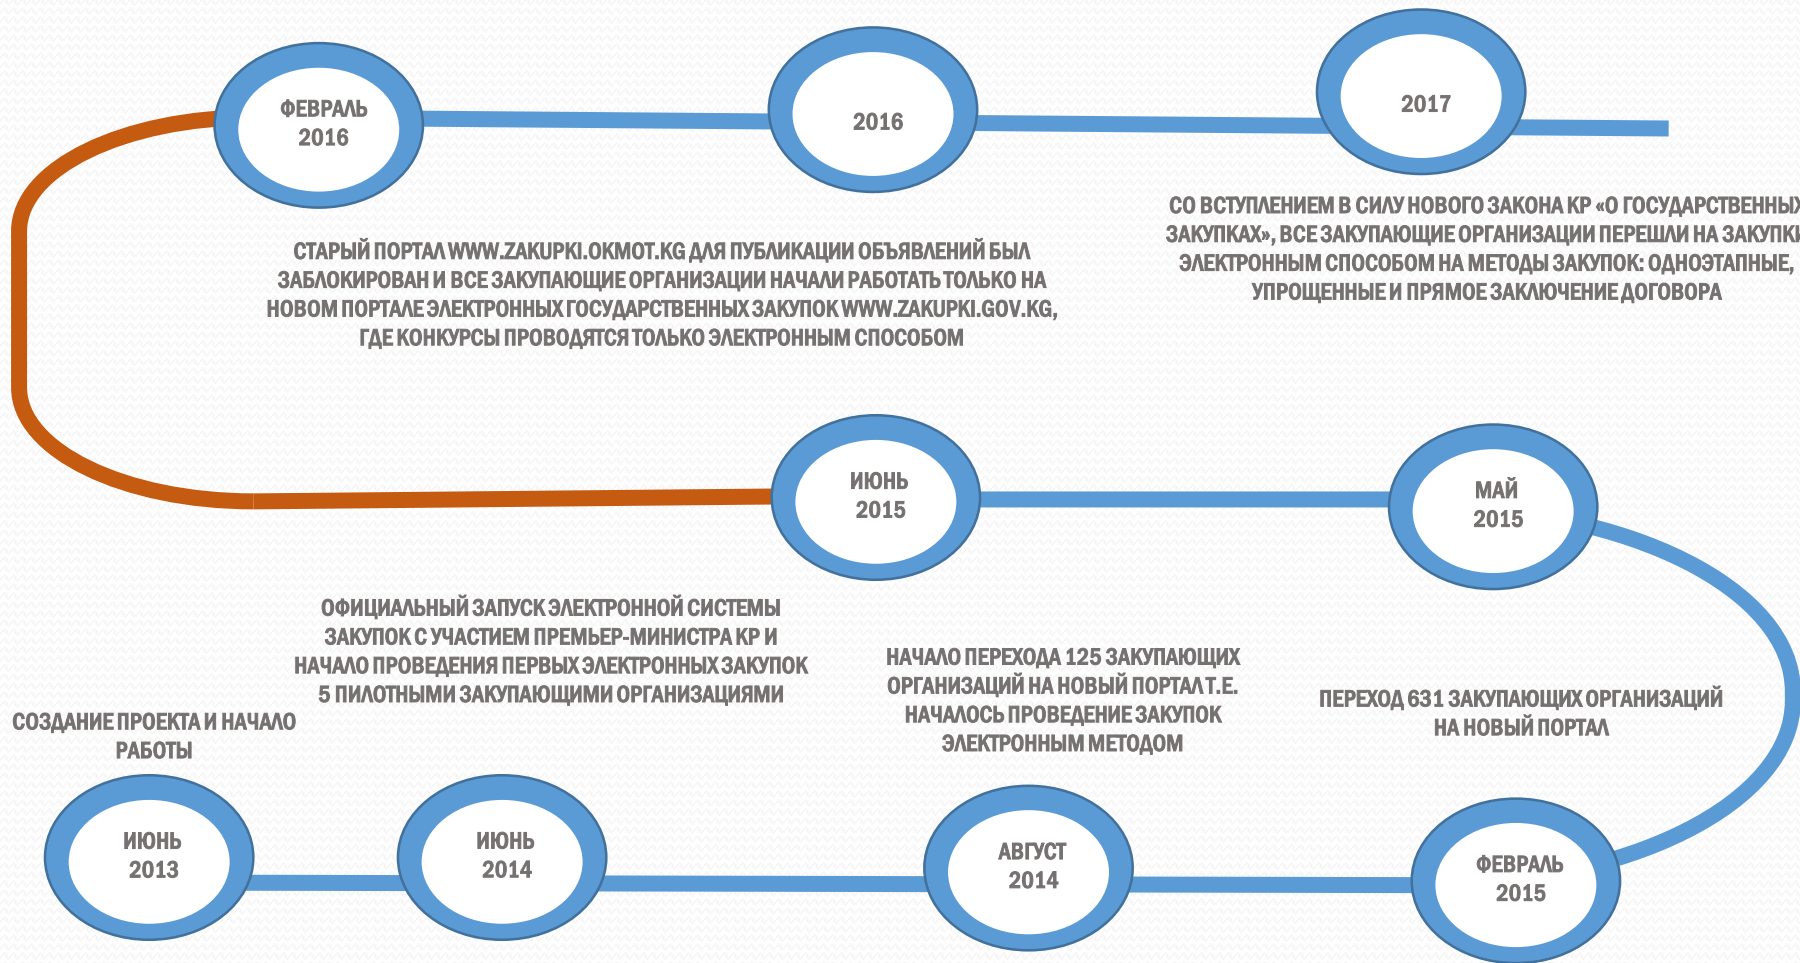 ФЕВРАЛЬ
2016
2016
2017
СТАРЫЙ ПОРТАЛ WWW.ZAKUPKI.OKMOT.KG ДЛЯ ПУБЛИКАЦИИ ОБЪЯВЛЕНИЙ БЫЛ
ЗАБЛОКИРОВАН И ВСЕ ЗАКУПАЮЩИЕ ОРГАНИЗАЦИИ НАЧАЛИ РАБОТАТЬ ТОЛЬКО НА
НОВОМ ПОРТАЛЕ ЭЛЕКТРОННЫХ ГОСУДАРСТВЕННЫХ ЗАКУПОК WWW.ZAKUPKI.GOV.KG,
ГДЕ КОНКУРСЫ ПРОВОДЯТСЯ ТОЛЬКО ЭЛЕКТРОННЫМ СПОСОБОМ
СО ВСТУПЛЕНИЕМ В СИЛУ НОВОГО ЗАКОНА КР «О ГОСУДАРСТВЕННЫХ
ЗАКУПКАХ», ВСЕ ЗАКУПАЮЩИЕ ОРГАНИЗАЦИИ ПЕРЕШЛИ НА ЗАКУПКИ
ЭЛЕКТРОННЫМ СПОСОБОМ НА МЕТОДЫ ЗАКУПОК: ОДНОЭТАПНЫЕ,
УПРОЩЕННЫЕ И ПРЯМОЕ ЗАКЛЮЧЕНИЕ ДОГОВОРА
ИЮНЬ
2015
МАЙ
2015
СОЗДАНИЕ ПРОЕКТА И НАЧАЛО
РАБОТЫ
ОФИЦИАЛЬНЫЙ ЗАПУСК ЭЛЕКТРОННОЙ СИСТЕМЫ
ЗАКУПОК С УЧАСТИЕМ ПРЕМЬЕР-МИНИСТРА КР И
НАЧАЛО ПРОВЕДЕНИЯ ПЕРВЫХ ЭЛЕКТРОННЫХ ЗАКУПОК
5 ПИЛОТНЫМИ ЗАКУПАЮЩИМИ ОРГАНИЗАЦИЯМИ
НАЧАЛО ПЕРЕХОДА 125 ЗАКУПАЮЩИХ
ОРГАНИЗАЦИЙ НА НОВЫЙ ПОРТАЛ Т.Е.
НАЧАЛОСЬ ПРОВЕДЕНИЕ ЗАКУПОК
ЭЛЕКТРОННЫМ МЕТОДОМ
ПЕРЕХОД 631 ЗАКУПАЮЩИХ ОРГАНИЗАЦИЙ
НА НОВЫЙ ПОРТАЛ
ИЮНЬ
2013
ИЮНЬ
2014
АВГУСТ
2014
ФЕВРАЛЬ
2015